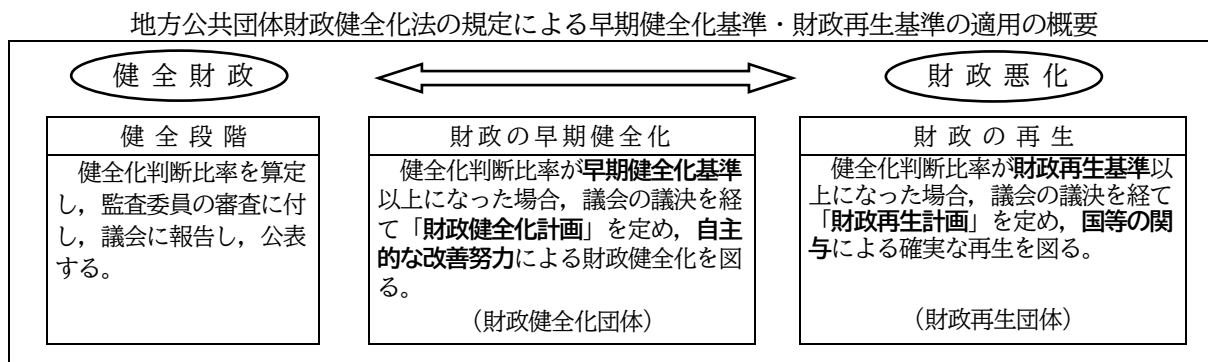 地方公共団体財政健全化法の規定による早期健全化基準・財政再生基準の適用の概要
健全財政
財政悪化
健全段階
健全化判断比率を算定
し，監査委員の審査に付
し，議会に報告し，公表
する。
財政の早期健全化
健全化判断比率が早期健全化基準
以上になった場合，議会の議決を経
て「財政健全化計画」を定め，自主
的な改善努力による財政健全化を図
る。
（財政健全化団体）
財政の再生
健全化判断比率が財政再生基準以
上になった場合，議会の議決を経て
「財政再生計画」を定め，国等の関
与による確実な再生を図る。
（財政再生団体）